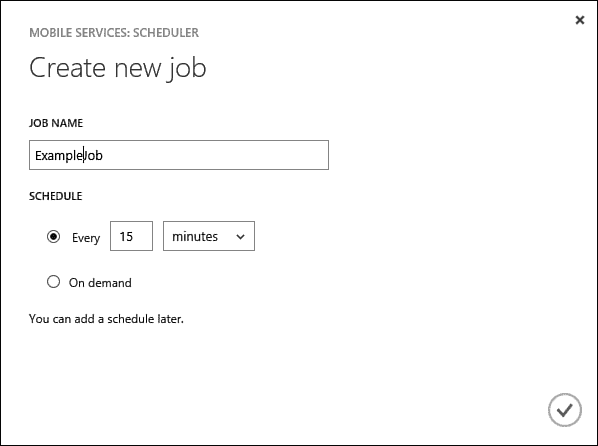 MOBILE SERVICES: SCHEDULER
Create new job
JOB NAME
ExampleJob
SCHEDULE
Every 15 minutes
On demand
You can add a schedule later.